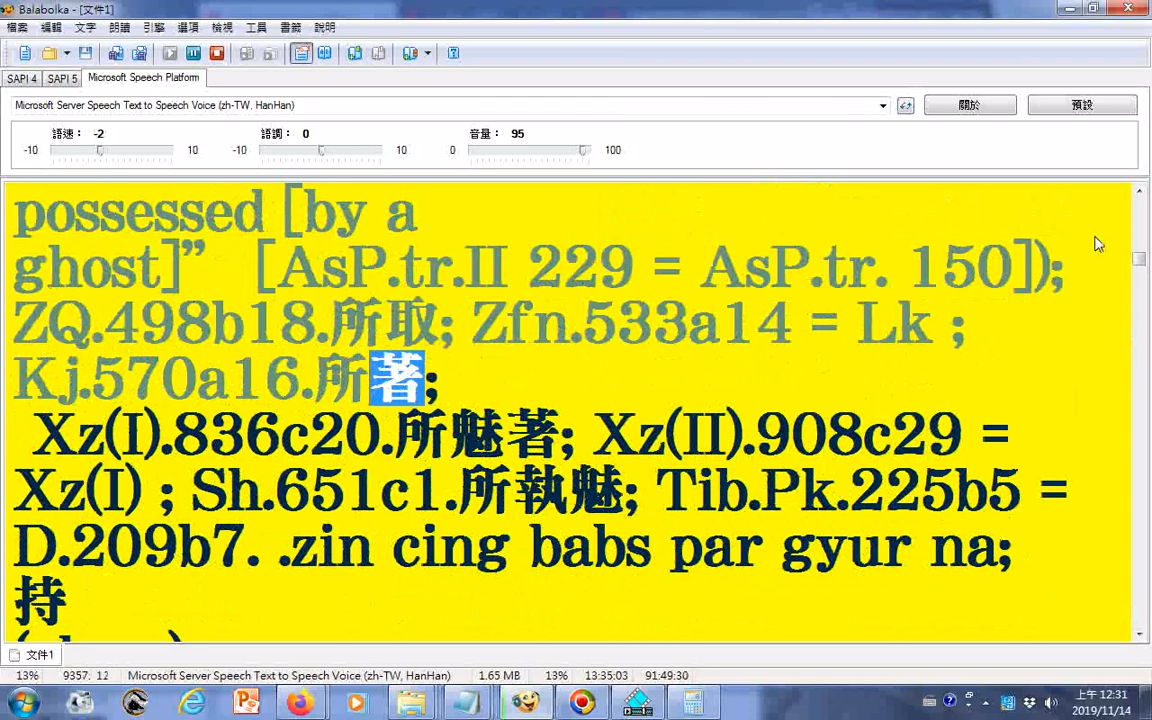 Balabolka - [文件1]
檔案 編輯 文字 朗讀 引擎 選項 檢視 工具 書籤 說明
SAPI 4 SAPI 5 Microsoft Speech Platform
Microsoft Server Speech Text to Speech Voice (zh-TW, HanHan) 關於 預設
語速： -2 語調： 0 音量： 95
-10 10 -10 10 0 100
possessed [by a
ghost]” [AsP.tr.II 229 = AsP.tr. 150]);
ZQ.498b18.所取; Zfn.533a14 = Lk ;
Kj.570a16.所著;
Xz(I).836c20.所魅著; Xz(II).908c29 =
Xz(I) ; Sh.651c1.所執魅; Tib.Pk.225b5 =
D.209b7. .zin cing babs par gyur na;
持
文件1
13% 9357: 12 Microsoft Server Speech Text to Speech Voice (zh-TW, HanHan) 1.65 MB 13% 13:35:03 91:49:30
上午 12:31
2019/11/14